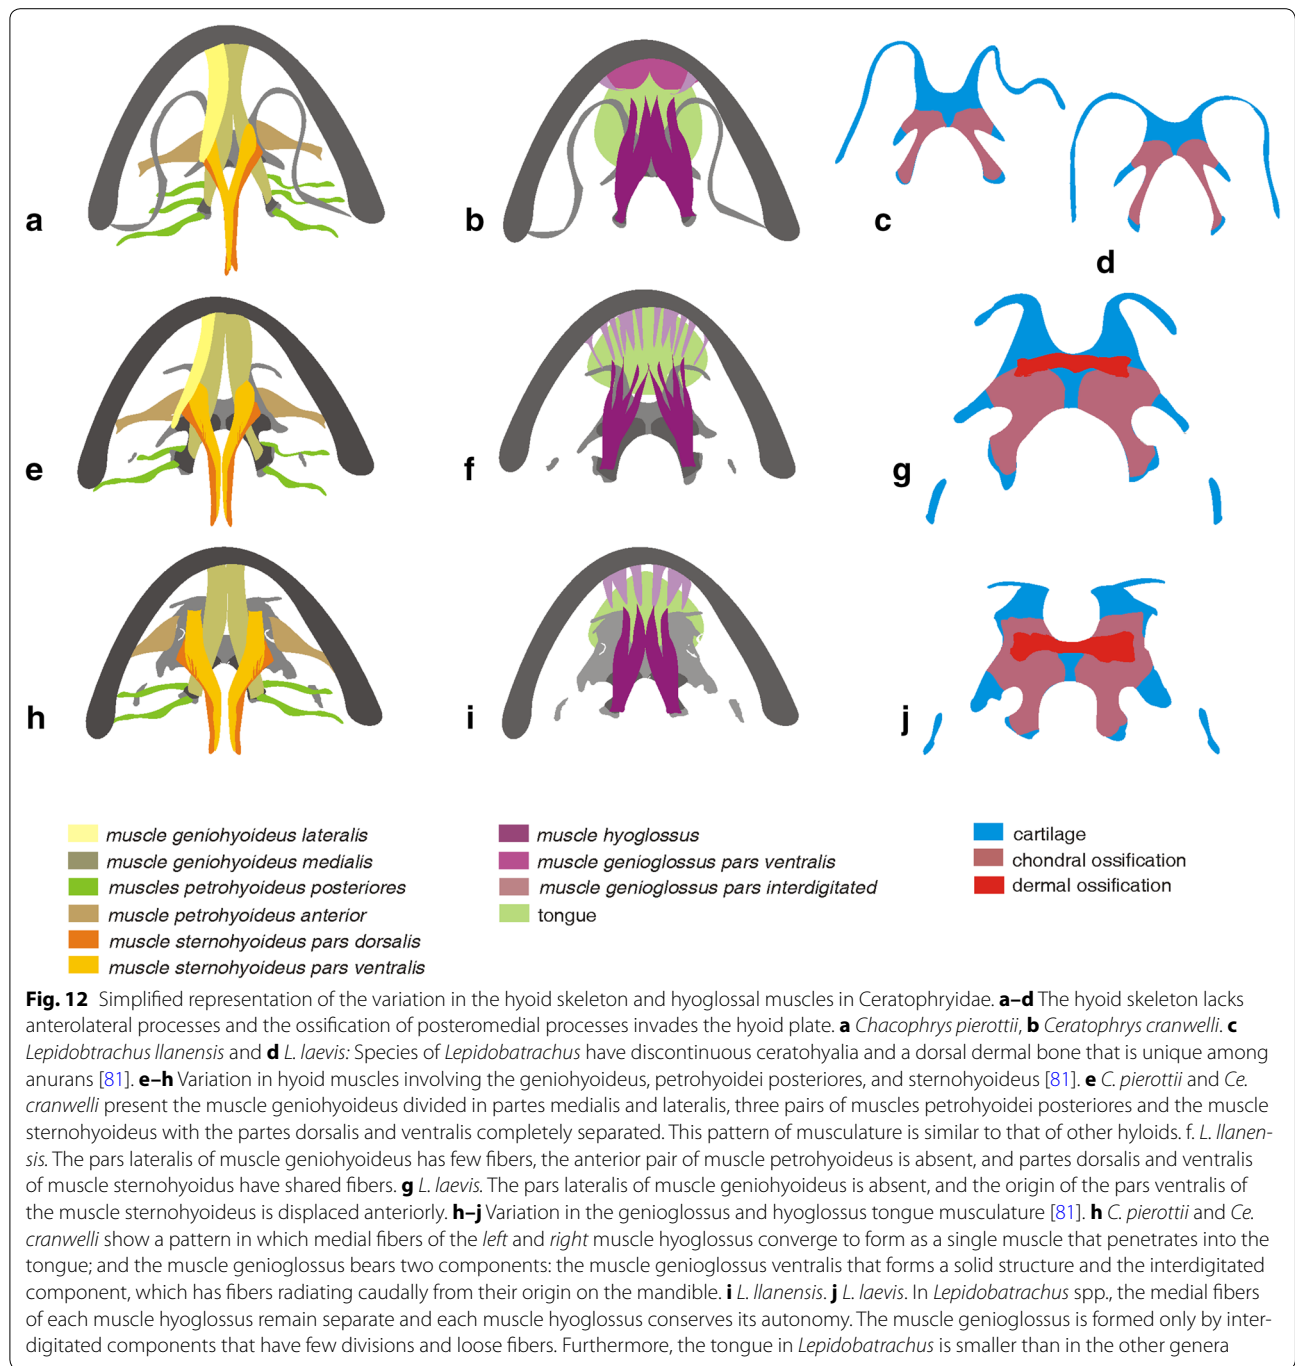 a
b
c
d
e
f
g
h
i
j
muscle geniohyoideus lateralis
muscle geniohyoideus medialis
muscles petrohyoideus posteriores
muscle petrohyoideus anterior
muscle sternohyoideus pars dorsalis
muscle sternohyoideus pars ventralis
muscle hyoglossus
muscle genioglossus pars ventralis
muscle genioglossus pars interdigitated
tongue
cartilage
chondral ossification
dermal ossification
Fig. 12 Simplified representation of the variation in the hyoid skeleton and hyoglossal muscles in Ceratophryidae. a–d The hyoid skeleton lacks
anterolateral processes and the ossification of posteromedial processes invades the hyoid plate. a Chacophrys pierottii, b Ceratophrys cranwelli. c
Lepidobtrachus llanensis and d L. laevis: Species of Lepidobatrachus have discontinuous ceratohyalia and a dorsal dermal bone that is unique among
anurans [81]. e–h Variation in hyoid muscles involving the geniohyoideus, petrohyoidei posteriores, and sternohyoideus [81]. e C. pierottii and Ce.
cranwelli present the muscle geniohyoideus divided in partes medialis and lateralis, three pairs of muscles petrohyoidei posteriores and the muscle
sternohyoideus with the partes dorsalis and ventralis completely separated. This pattern of musculature is similar to that of other hyloids. f. L. llanen-
sis. The pars lateralis of muscle geniohyoideus has few fibers, the anterior pair of muscle petrohyoideus is absent, and partes dorsalis and ventralis
of muscle sternohyoidus have shared fibers. g L. laevis. The pars lateralis of muscle geniohyoideus is absent, and the origin of the pars ventralis of
the muscle sternohyoideus is displaced anteriorly. h–j Variation in the genioglossus and hyoglossus tongue musculature [81]. h C. pierottii and Ce.
cranwelli show a pattern in which medial fibers of the left and right muscle hyoglossus converge to form as a single muscle that penetrates into the
tongue; and the muscle genioglossus bears two components: the muscle genioglossus ventralis that forms a solid structure and the interdigitated
component, which has fibers radiating caudally from their origin on the mandible. i L. llanensis. j L. laevis. In Lepidobatrachus spp., the medial fibers
of each muscle hyoglossus remain separate and each muscle hyoglossus conserves its autonomy. The muscle genioglossus is formed only by inter-
digitated components that have few divisions and loose fibers. Furthermore, the tongue in Lepidobatrachus is smaller than in the other genera